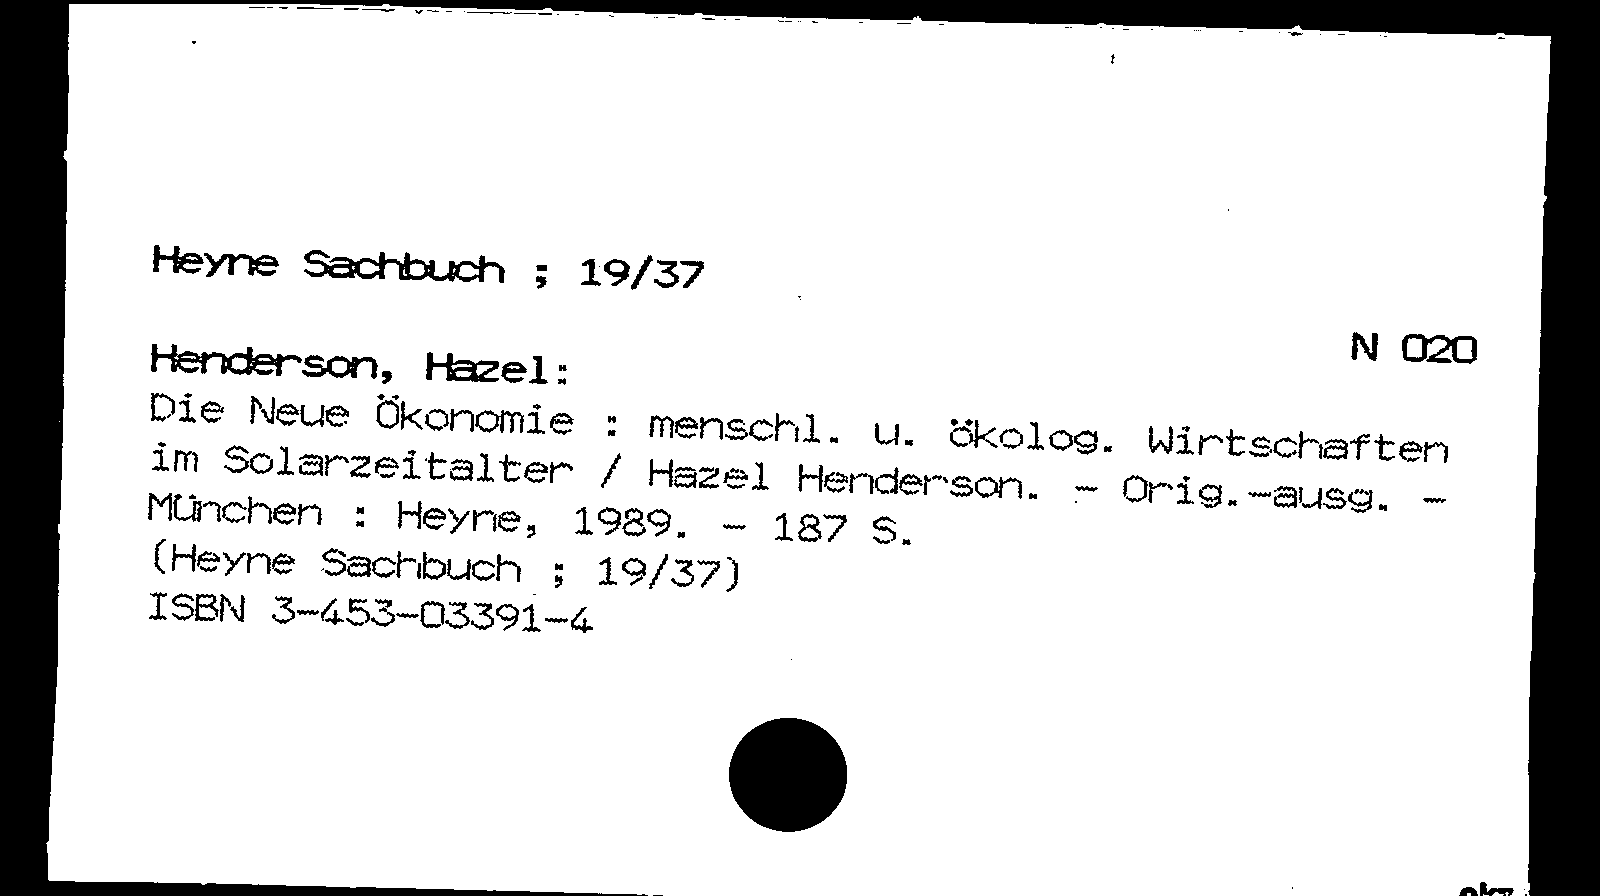 Heyne Sachbuch ; 19/37
N 020
Henderson, Hazel:
Die Neue Ökonomie : menschl. u. ökolog. Wirtschaften
im Solarzeitalter / Hazel Henderson. - Orig.-ausg. -
München : Heyne, 1989. - 187 S.
(Heyne Sachbuch ; 19/37)
ISBN 3-453-03391-4